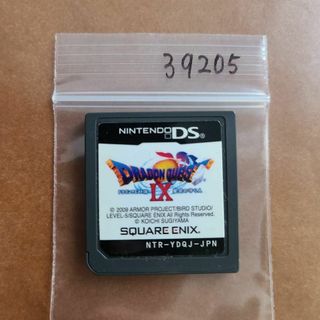 39205
NINTENDO DS
DRAGON QUEST
IX
© 2009 ARMOR PROJECT/BIRD STUDIO/
LEVEL-5/SQUARE ENIX All Rights Reserved.
© KOICHI SUGIYAMA
SQUARE ENIX
NTR-YDQJ-JPN